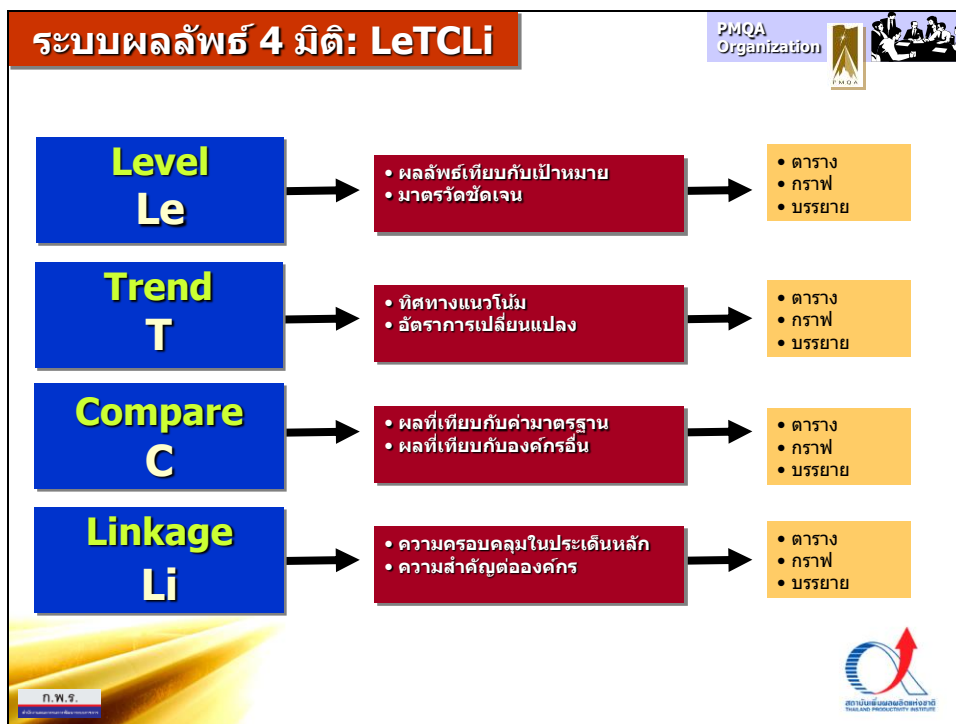 ระบบผลลัพธ์ 4 มิติ: LeTCLi
PMQA
Organization
PMQA
Level
Le
• ผลลัพธ์เทียบกับเป้าหมาย
• มาตรวัดชัดเจน
• ตาราง
• กราฟ
• บรรยาย
Trend
T
• ทิศทางแนวโน้ม
• อัตราการเปลี่ยนแปลง
• ตาราง
• กราฟ
• บรรยาย
Compare
C
• ผลที่เทียบกับค่ามาตรฐาน
• ผลที่เทียบกับองค์กรอื่น
• ตาราง
• กราฟ
• บรรยาย
Linkage
Li
• ความครอบคลุมในประเด็นหลัก
• ความสำคัญต่อองค์กร
• ตาราง
• กราฟ
• บรรยาย
ก.พ.ร.
สถาบันเพิ่มผลผลิตแห่งชาติ
THAILAND PRODUCTIVITY INSTITUTE